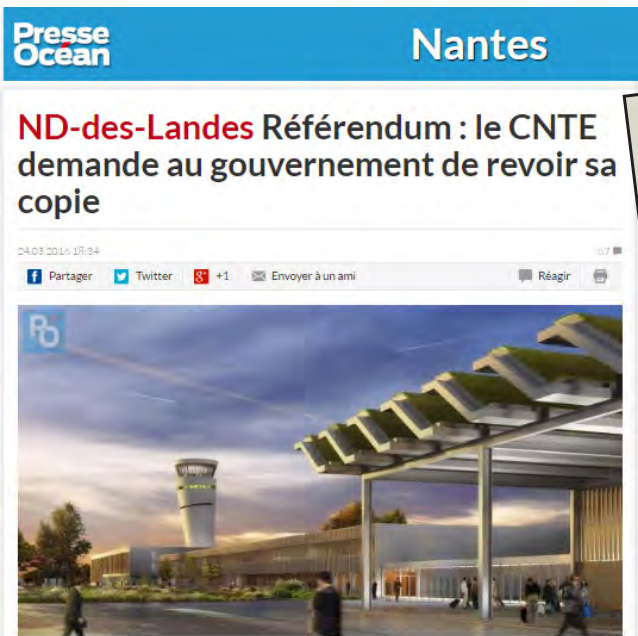 Presse
Océan
Nantes
ND-des-Landes Référendum : le CNTE
demande au gouvernement de revoir sa
copie
24.03.2016 18:34
67
Partager Twitter +1 Envoyer à un ami Réagir
PO